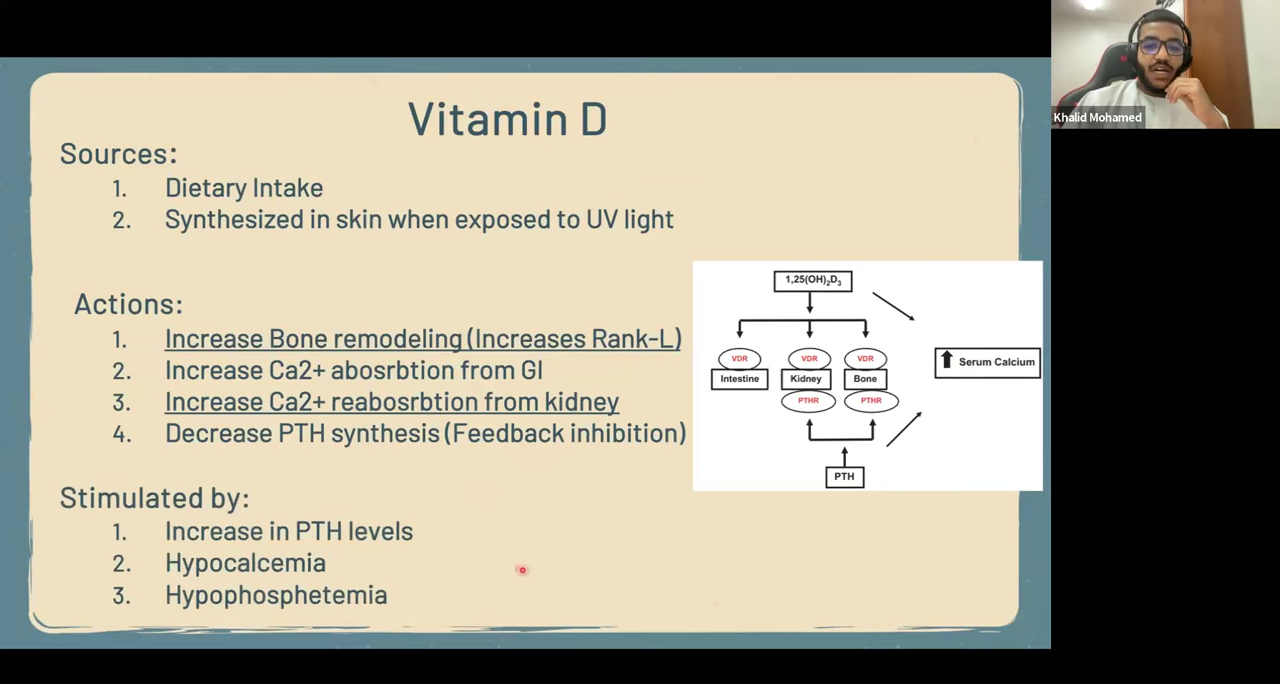 Vitamin D
Sources:
1. Dietary Intake
2. Synthesized in skin when exposed to UV light
Actions:
1. Increase Bone remodeling (Increases Rank-L)
2. Increase Ca2+ abosrbtion from GI
3. Increase Ca2+ reabosrbtion from kidney
4. Decrease PTH synthesis (Feedback inhibition)
Stimulated by:
1. Increase in PTH levels
2. Hypocalcemia
3. Hypophosphetemia
1,25(OH)₂D₃
VDR VDR VDR
Intestine Kidney Bone
PTHR PTHR
PTH
Serum Calcium
Khalid Mohamed